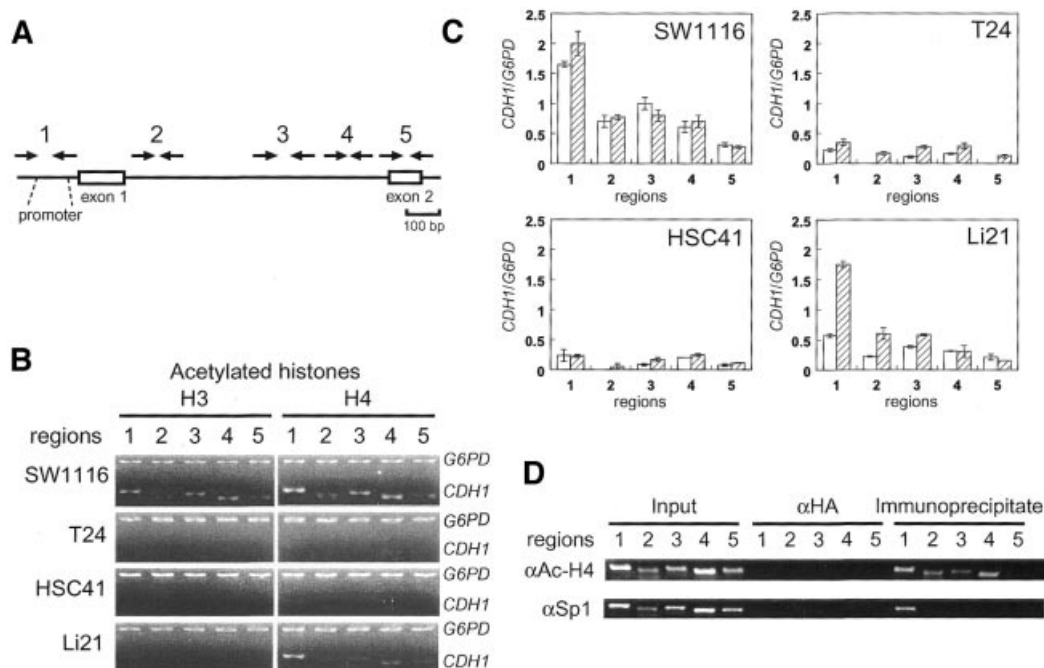 A
1 2 3 4 5
exon 1 exon 2
promoter
100 bp
B
Acetylated histones
H3 H4
regions 1 2 3 4 5 1 2 3 4 5
SW1116 G6PD
CDH1
T24 G6PD
CDH1
HSC41 G6PD
CDH1
Li21 G6PD
CDH1
C
SW1116
CDH1/G6PD
2.5
2
1.5
1
0.5
0
1 2 3 4 5
regions
T24
CDH1/G6PD
2.5
2
1.5
1
0.5
0
1 2 3 4 5
regions
HSC41
CDH1/G6PD
2.5
2
1.5
1
0.5
0
1 2 3 4 5
regions
Li21
CDH1/G6PD
2.5
2
1.5
1
0.5
0
1 2 3 4 5
regions
D
Input αHA Immunoprecipitate
regions 1 2 3 4 5 1 2 3 4 5 1 2 3 4 5
αAc-H4
αSp1